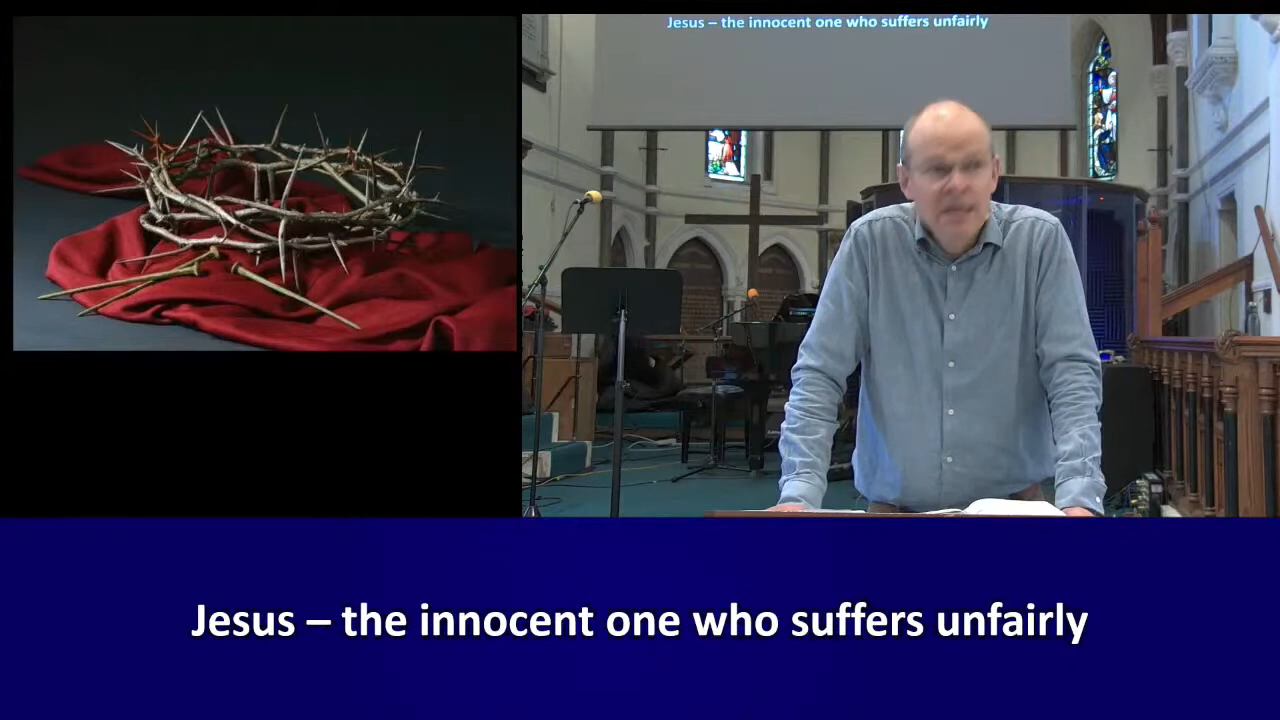 Jesus – the innocent one who suffers unfairly
Jesus – the innocent one who suffers unfairly